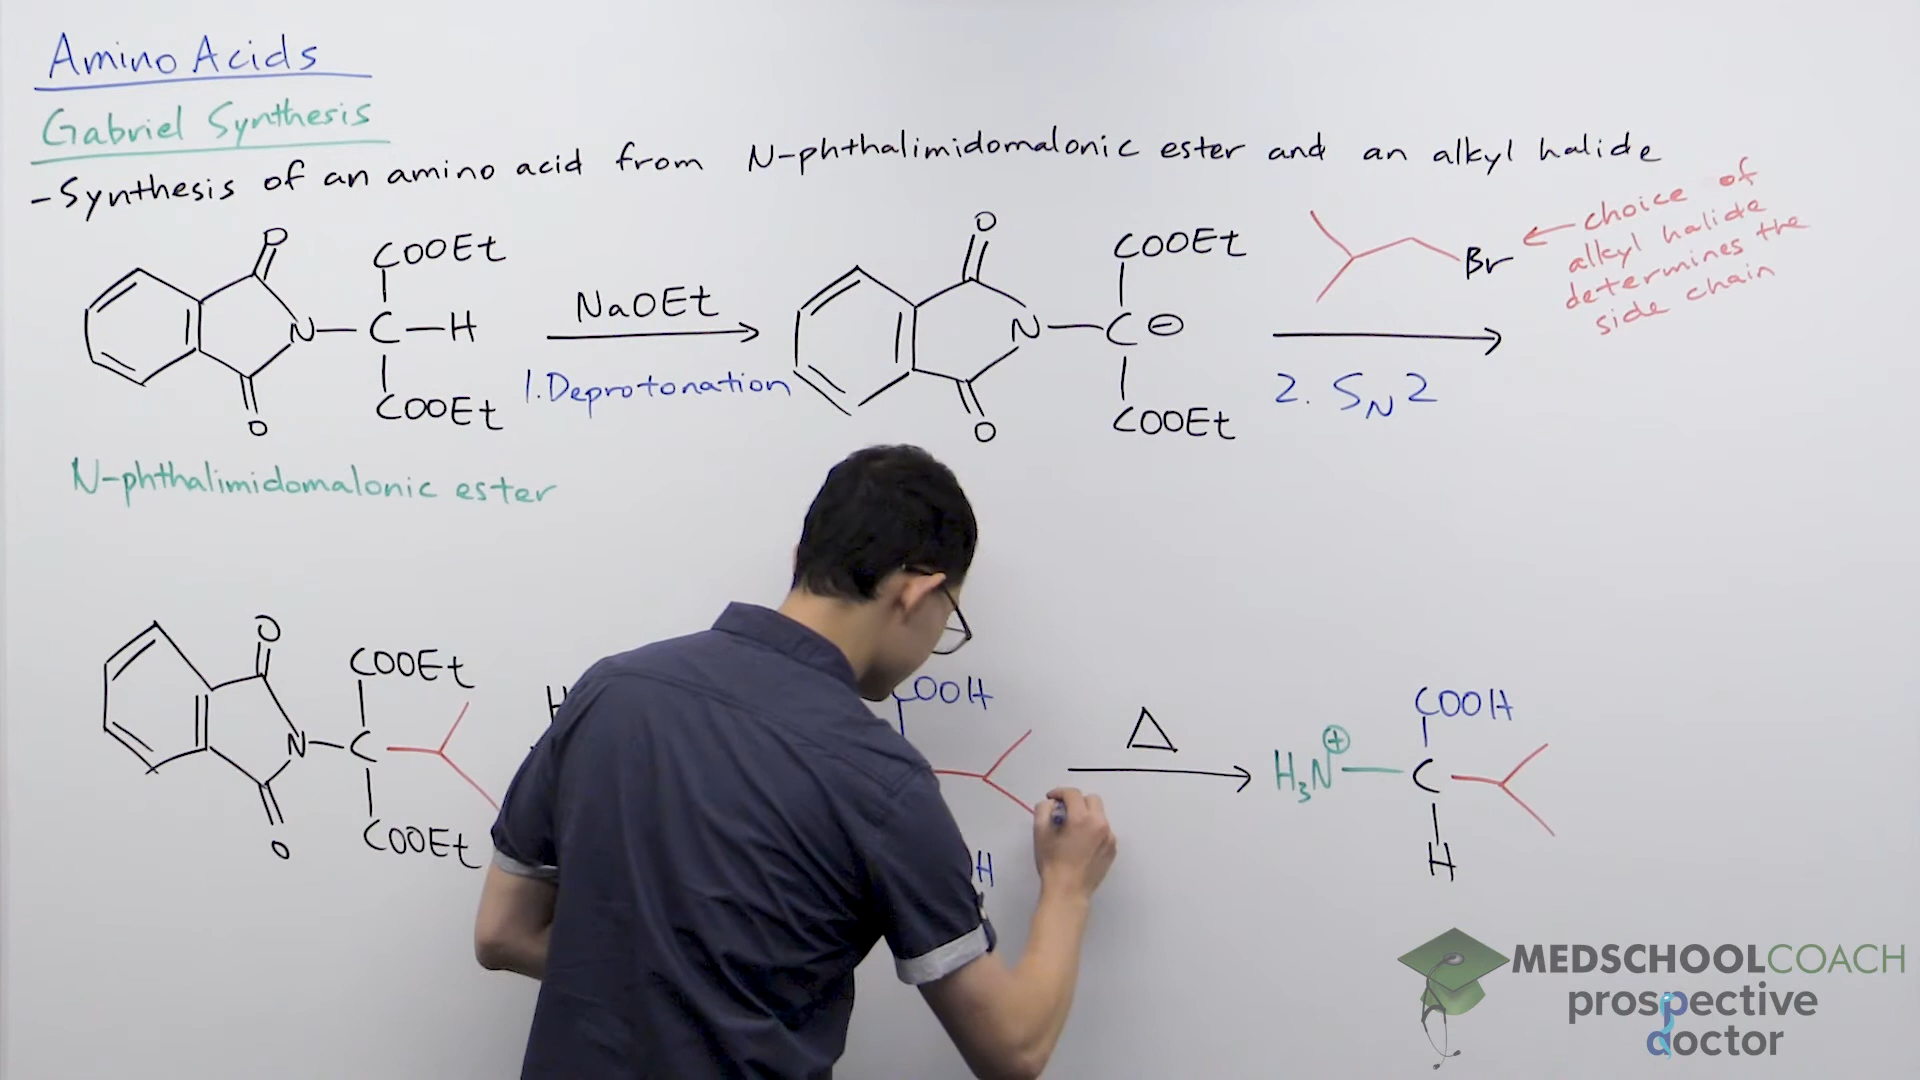 Amino Acids
Gabriel Synthesis
- Synthesis of an amino acid from N-phthalimidomalonic ester and an alkyl halide
O
COOEt
N
C
H
O
COOEt
NaOEt
1. Deprotonation
O
COOEt
N
C ⊖
O
COOEt
Br
2. SN2
choice of
alkyl halide
determines the
side chain
N-phthalimidomalonic ester
O
COOEt
N
C
O
COOEt
H
COOH
H
Δ
COOH
H3N ⊕
C
H
MEDSCHOOLCOACH
prospective
doctor